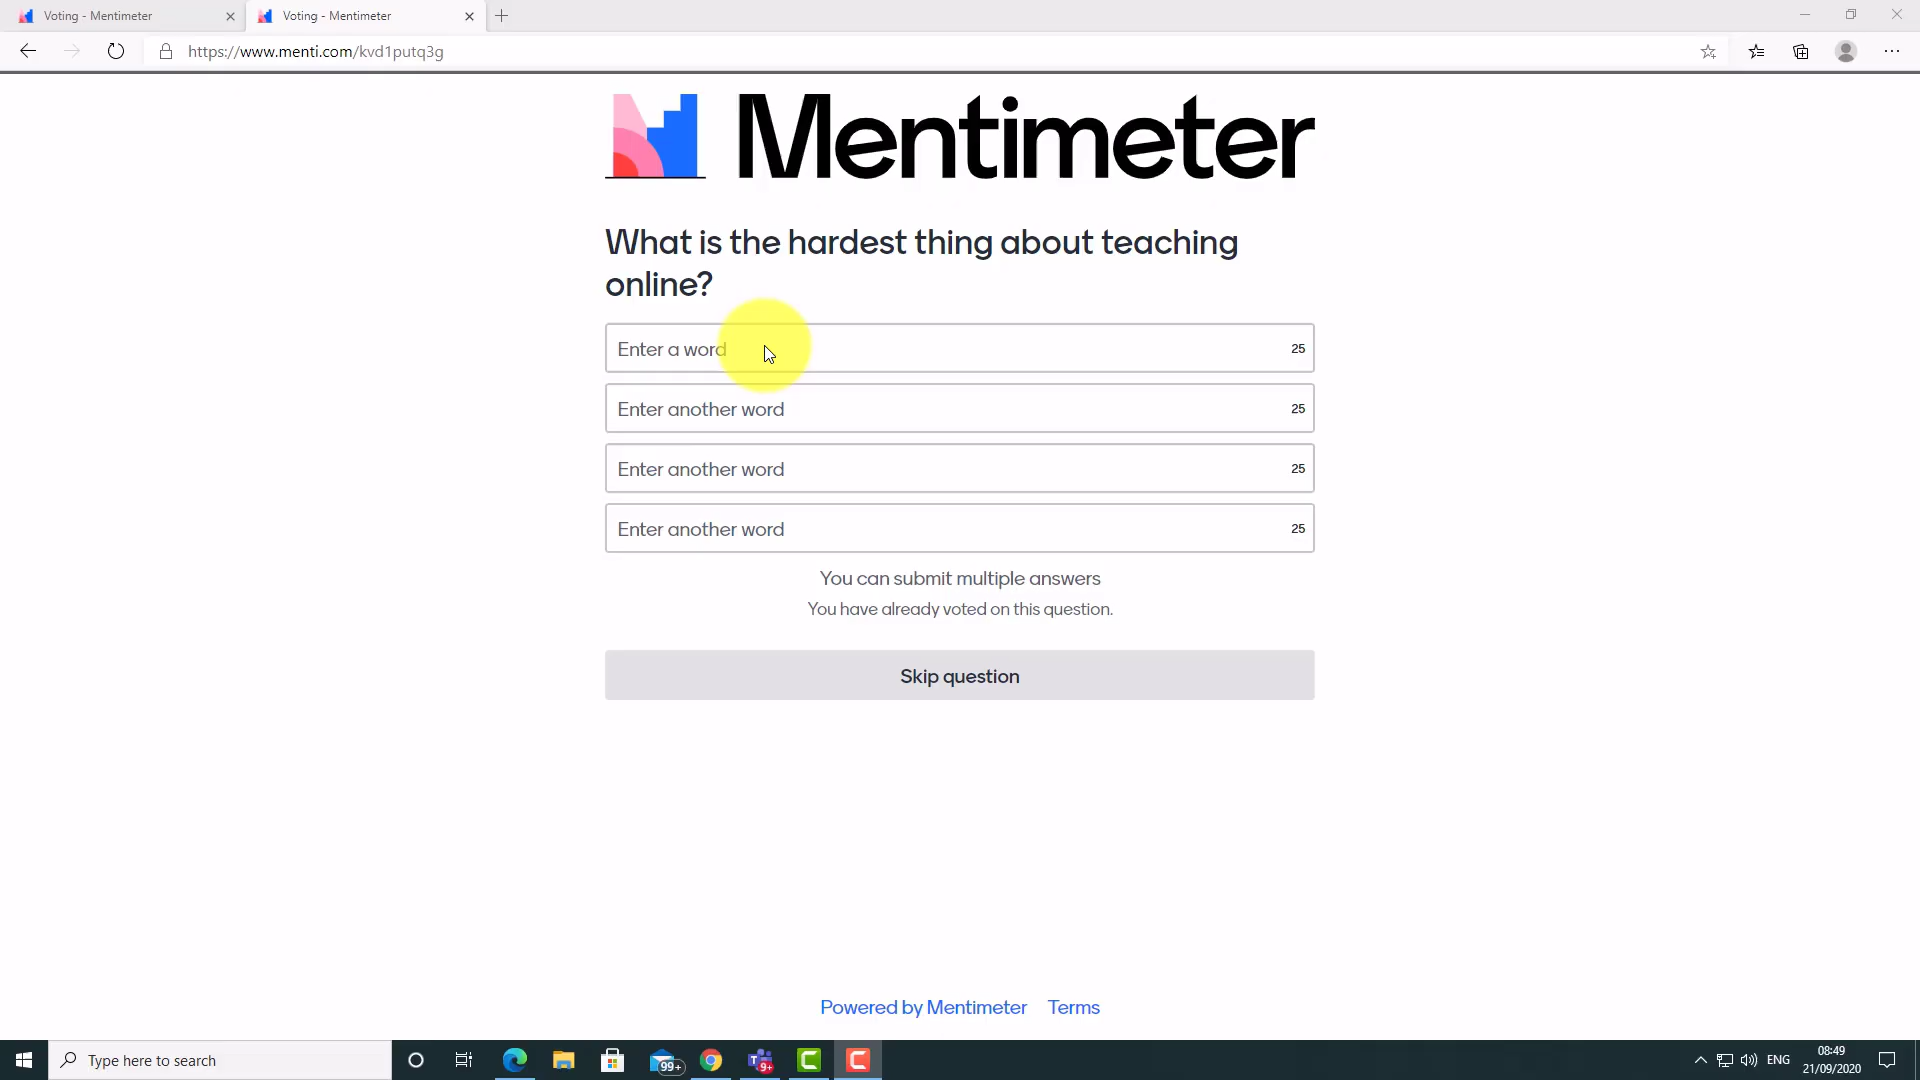 Voting - Mentimeter
Voting - Mentimeter
https://www.menti.com/kvd1putq3g
Mentimeter
What is the hardest thing about teaching
online?
Enter a word 25
Enter another word 25
Enter another word 25
Enter another word 25
You can submit multiple answers
You have already voted on this question.
Skip question
Powered by Mentimeter Terms
Type here to search
99+
T 9+
ENG
08:49
21/09/2020